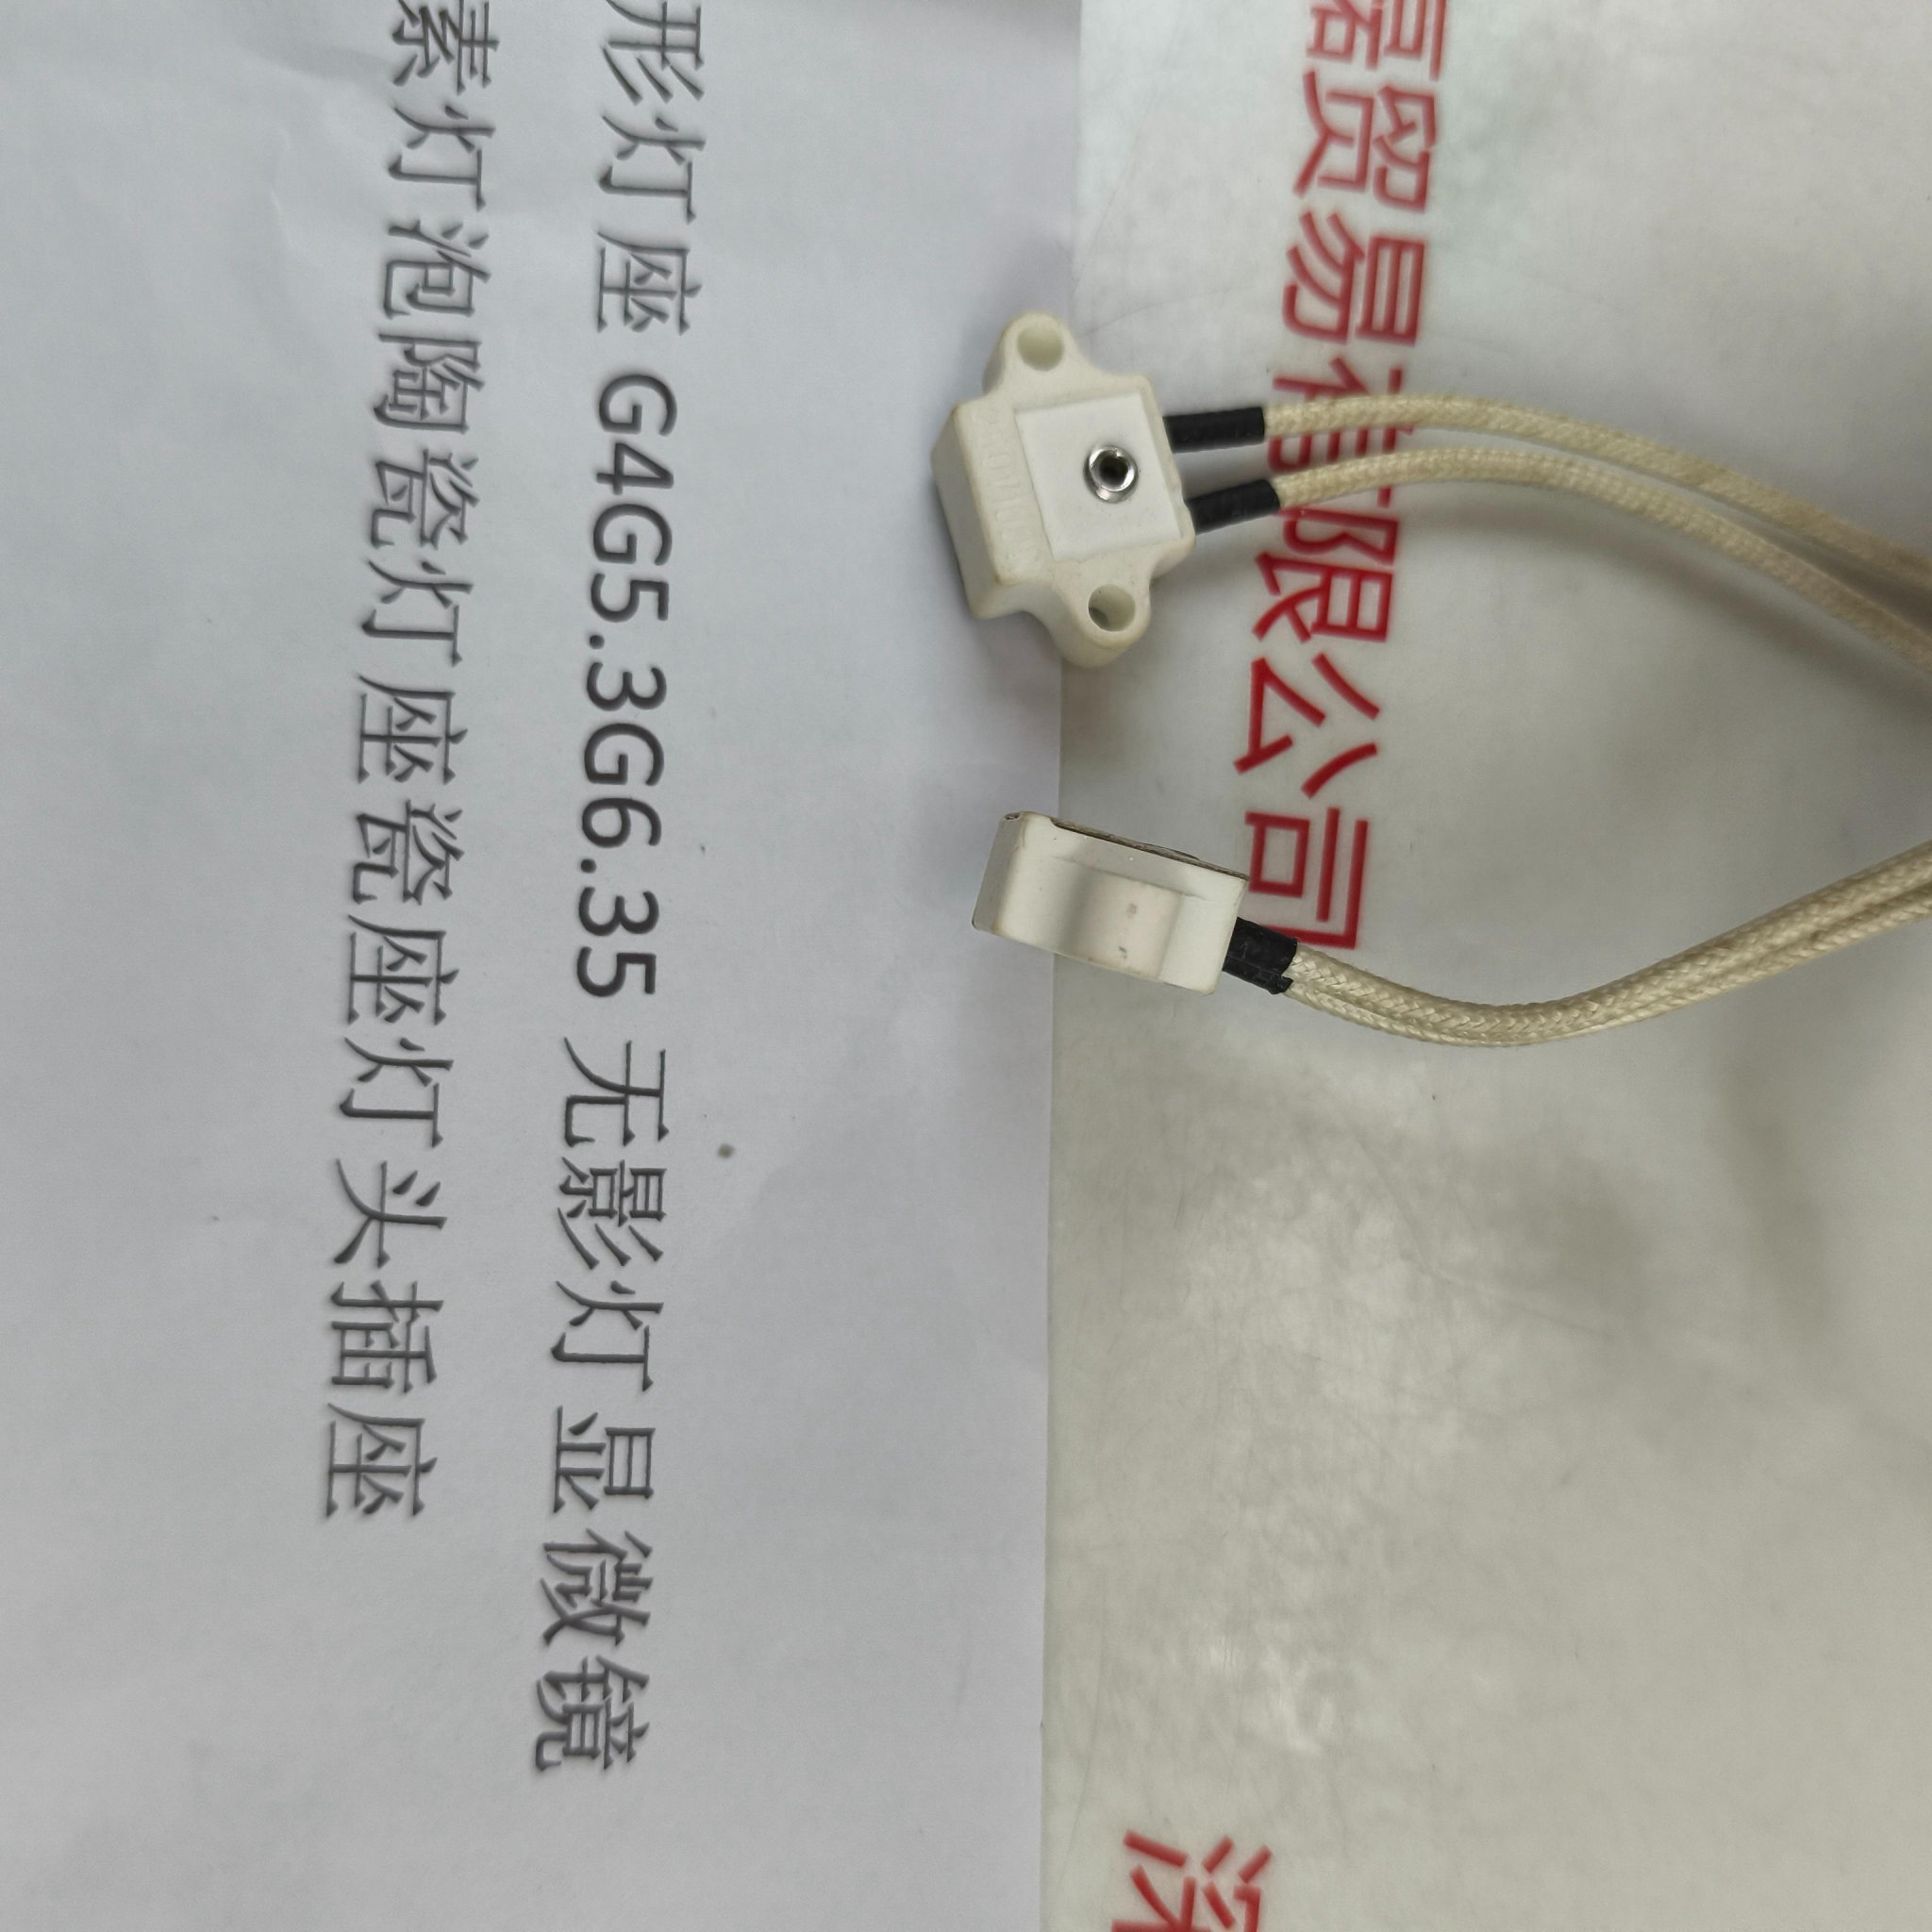 形灯座 G4G5.3G6.35 无影灯 显微镜
素灯泡陶瓷灯座瓷座灯头插座
贸易有限公司
深